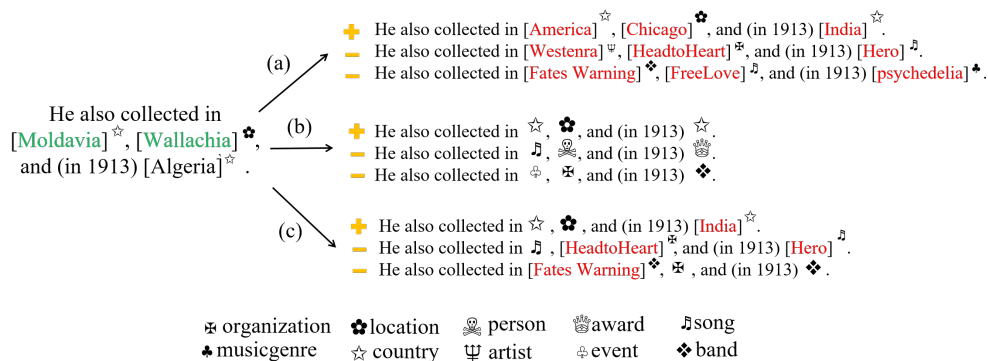 He also collected in
[Moldavia]☆, [Wallachia]✿,
and (in 1913) [Algeria]☆.
(a)
+ He also collected in [America]☆, [Chicago]✿, and (in 1913) [India]☆.
− He also collected in [Westenra]♆, [HeadtoHeart]✠, and (in 1913) [Hero]♬.
− He also collected in [Fates Warning]❖, [FreeLove]♬, and (in 1913) [psychedelia]♣.
(b)
+ He also collected in ☆, ✿, and (in 1913) ☆.
− He also collected in ♬, ☠, and (in 1913) ♕.
− He also collected in ♧, ✠, and (in 1913) ❖.
(c)
+ He also collected in ☆, ✿, and (in 1913) [India]☆.
− He also collected in ♬, [HeadtoHeart]✠, and (in 1913) [Hero]♬.
− He also collected in [Fates Warning]❖, ✠, and (in 1913) ❖.
✠ organization ✿location ☠ person ♕award ♬song
♣ musicgenre ☆ country ♆ artist ♧event ❖ band